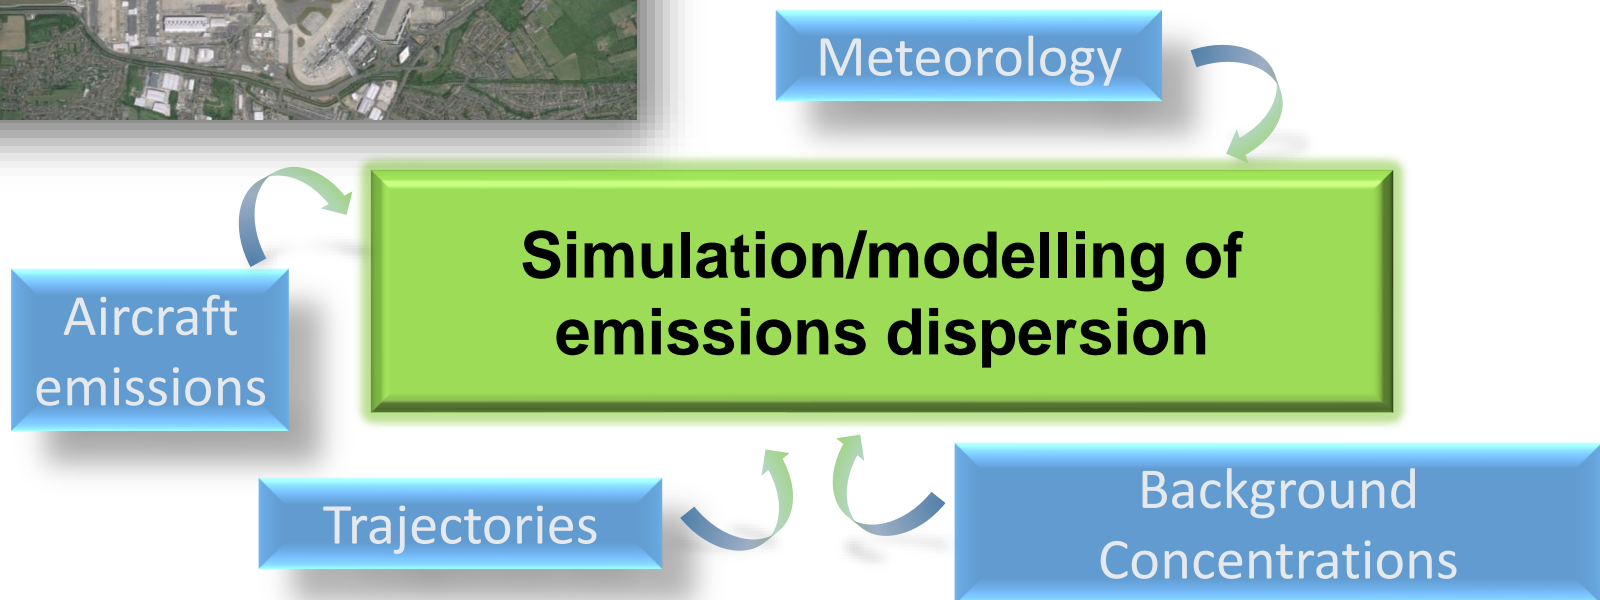 Meteorology
Simulation/modelling of
emissions dispersion
Aircraft
emissions
Trajectories
Background
Concentrations